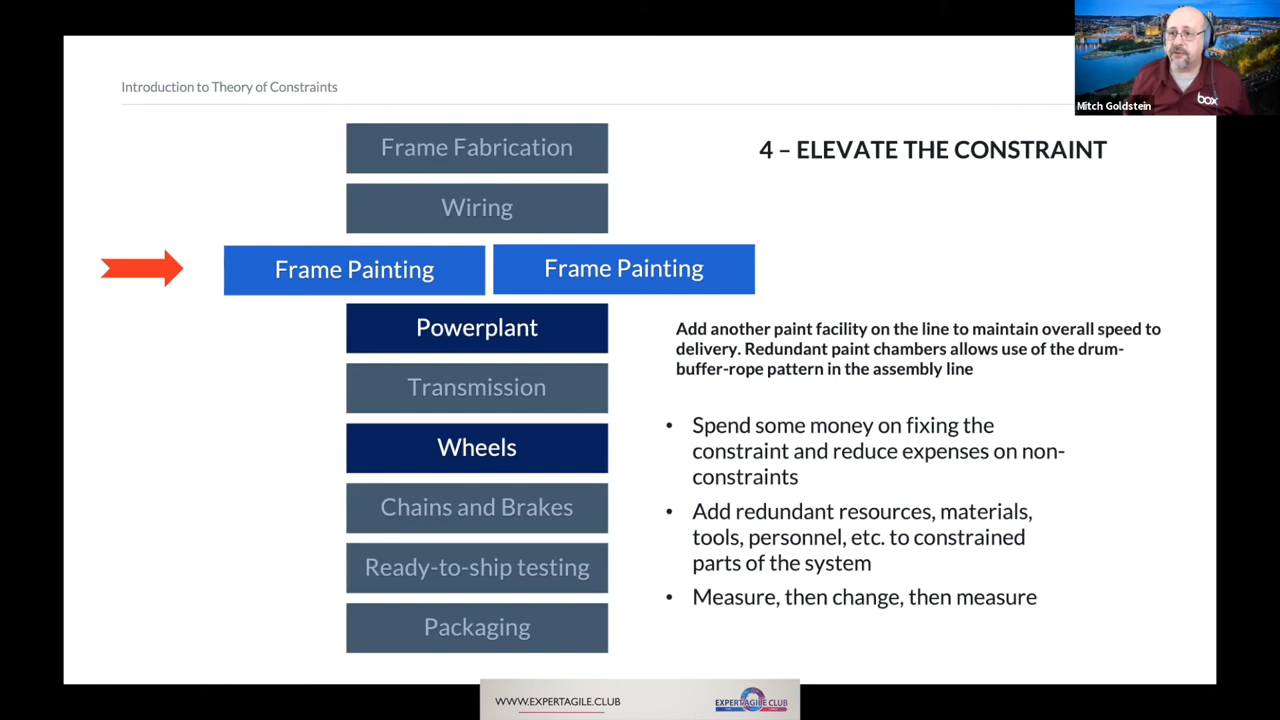 Introduction to Theory of Constraints
Mitch Goldstein
box
4 – ELEVATE THE CONSTRAINT
Frame Fabrication
Wiring
Frame Painting
Frame Painting
Powerplant
Transmission
Wheels
Chains and Brakes
Ready-to-ship testing
Packaging
Add another paint facility on the line to maintain overall speed to
delivery. Redundant paint chambers allows use of the drum-
buffer-rope pattern in the assembly line
• Spend some money on fixing the
constraint and reduce expenses on non-
constraints
• Add redundant resources, materials,
tools, personnel, etc. to constrained
parts of the system
• Measure, then change, then measure
WWW.EXPERTAGILE.CLUB
EXPERTAGILE.CLUB